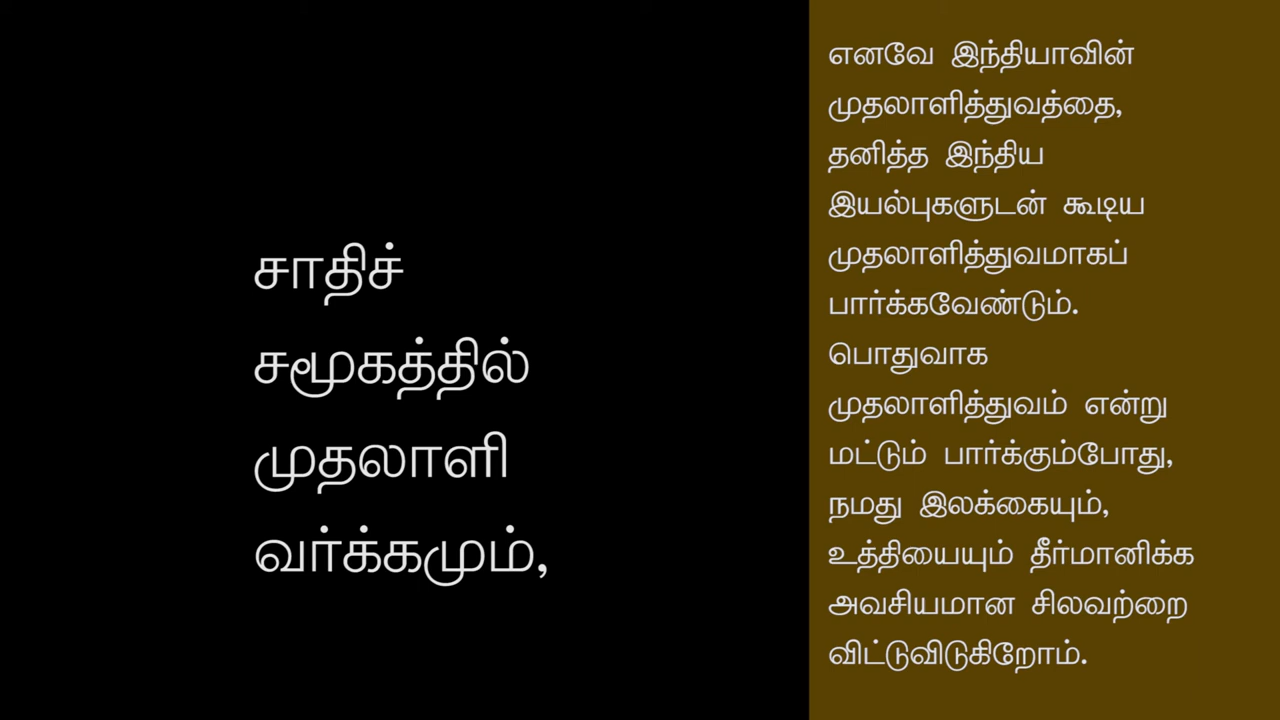 சாதிச்
சமூகத்தில்
முதலாளி
வர்க்கமும்,
எனவே இந்தியாவின்
முதலாளித்துவத்தை,
தனித்த இந்திய
இயல்புகளுடன் கூடிய
முதலாளித்துவமாகப்
பார்க்கவேண்டும்.
பொதுவாக
முதலாளித்துவம் என்று
மட்டும் பார்க்கும்போது,
நமது இலக்கையும்,
உத்தியையும் தீர்மானிக்க
அவசியமான சிலவற்றை
விட்டுவிடுகிறோம்.